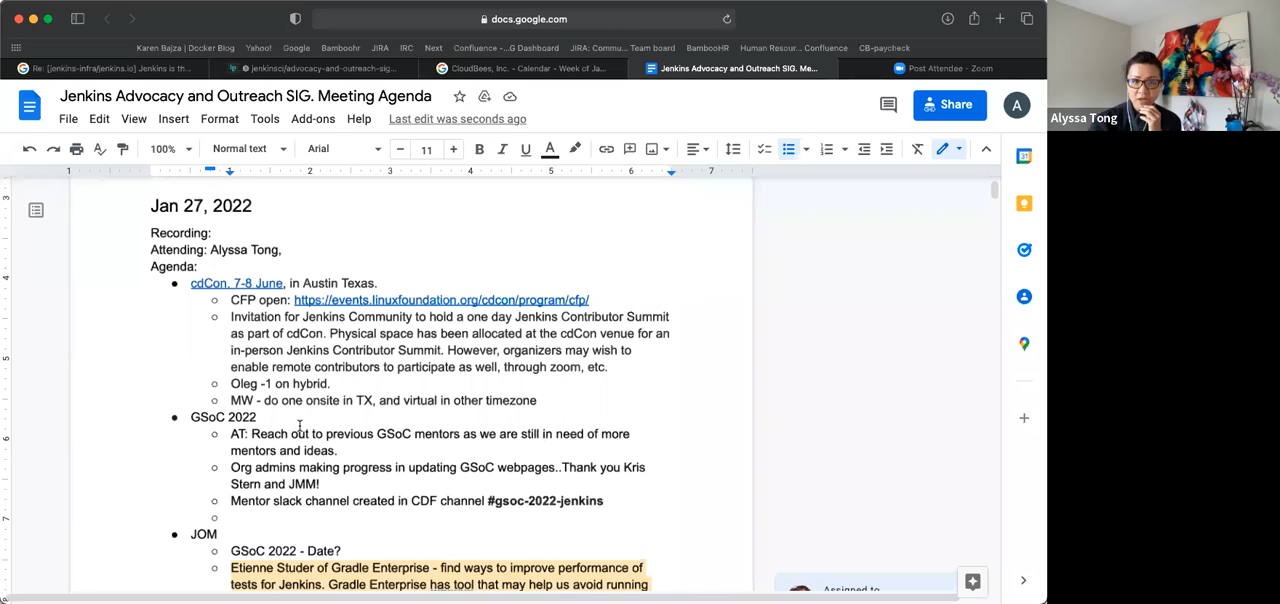 docs.google.com
Karen Bajza | Docker Blog Yahoo! Google Bamboohr JIRA IRC Next Confluence -...G Dashboard JIRA: Commu... Team board BambooHR Human Resour... Confluence CB-paycheck
Re: [jenkins-infra/jenkins.io] Jenkins is th... jenkinsci/advocacy-and-outreach-sig... CloudBees, Inc. - Calendar - Week of Ja... Jenkins Advocacy and Outreach SIG. Me... Post Attendee - Zoom
Jenkins Advocacy and Outreach SIG. Meeting Agenda
Share
A
File Edit View Insert Format Tools Add-ons Help Last edit was seconds ago
100% Normal text Arial 11
1 1 2 3 4 5 6 7
Jan 27, 2022
Recording:
Attending: Alyssa Tong,
Agenda:
cdCon, 7-8 June, in Austin Texas.
CFP open: https://events.linuxfoundation.org/cdcon/program/cfp/
Invitation for Jenkins Community to hold a one day Jenkins Contributor Summit
as part of cdCon. Physical space has been allocated at the cdCon venue for an
in-person Jenkins Contributor Summit. However, organizers may wish to
enable remote contributors to participate as well, through zoom, etc.
Oleg -1 on hybrid.
MW - do one onsite in TX, and virtual in other timezone
GSoC 2022
AT: Reach out to previous GSoC mentors as we are still in need of more
mentors and ideas.
Org admins making progress in updating GSoC webpages..Thank you Kris
Stern and JMM!
Mentor slack channel created in CDF channel #gsoc-2022-jenkins
JOM
GSoC 2022 - Date?
Etienne Studer of Gradle Enterprise - find ways to improve performance of
tests for Jenkins. Gradle Enterprise has tool that may help us avoid running
Assigned to
Alyssa Tong